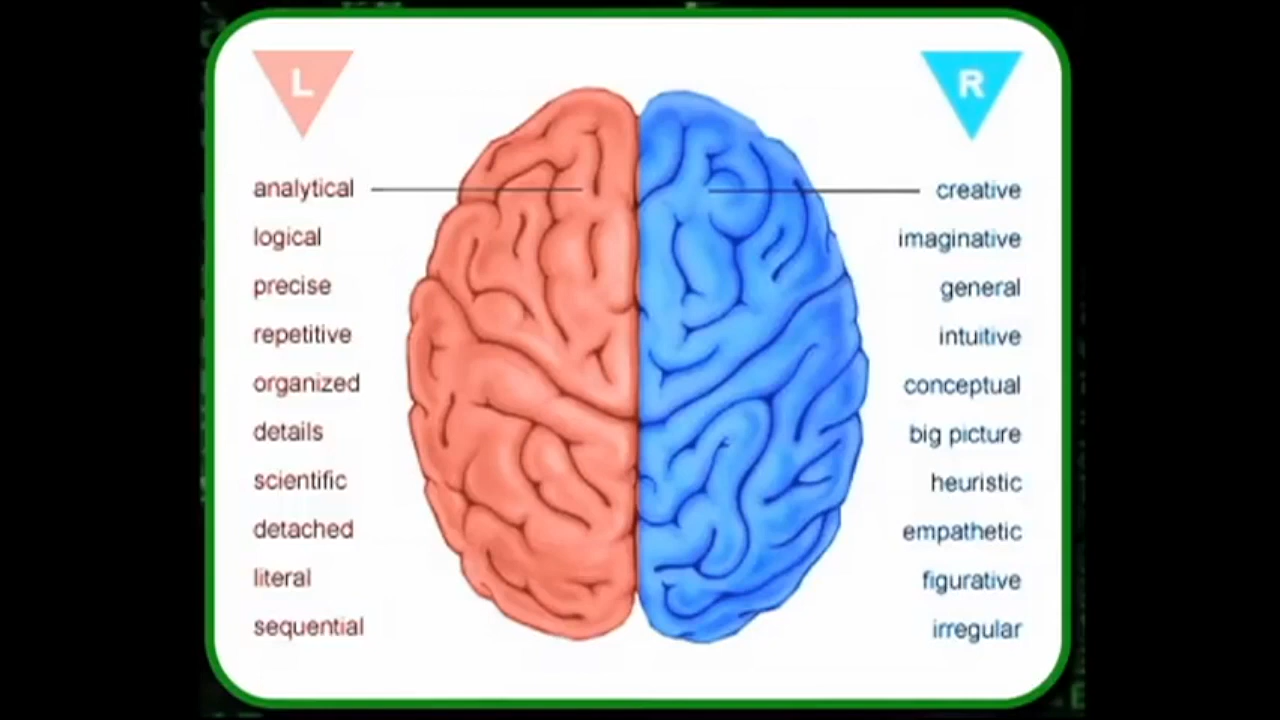 L
R
analytical
creative
logical
imaginative
precise
general
repetitive
intuitive
organized
conceptual
details
big picture
scientific
heuristic
detached
empathetic
literal
figurative
sequential
irregular